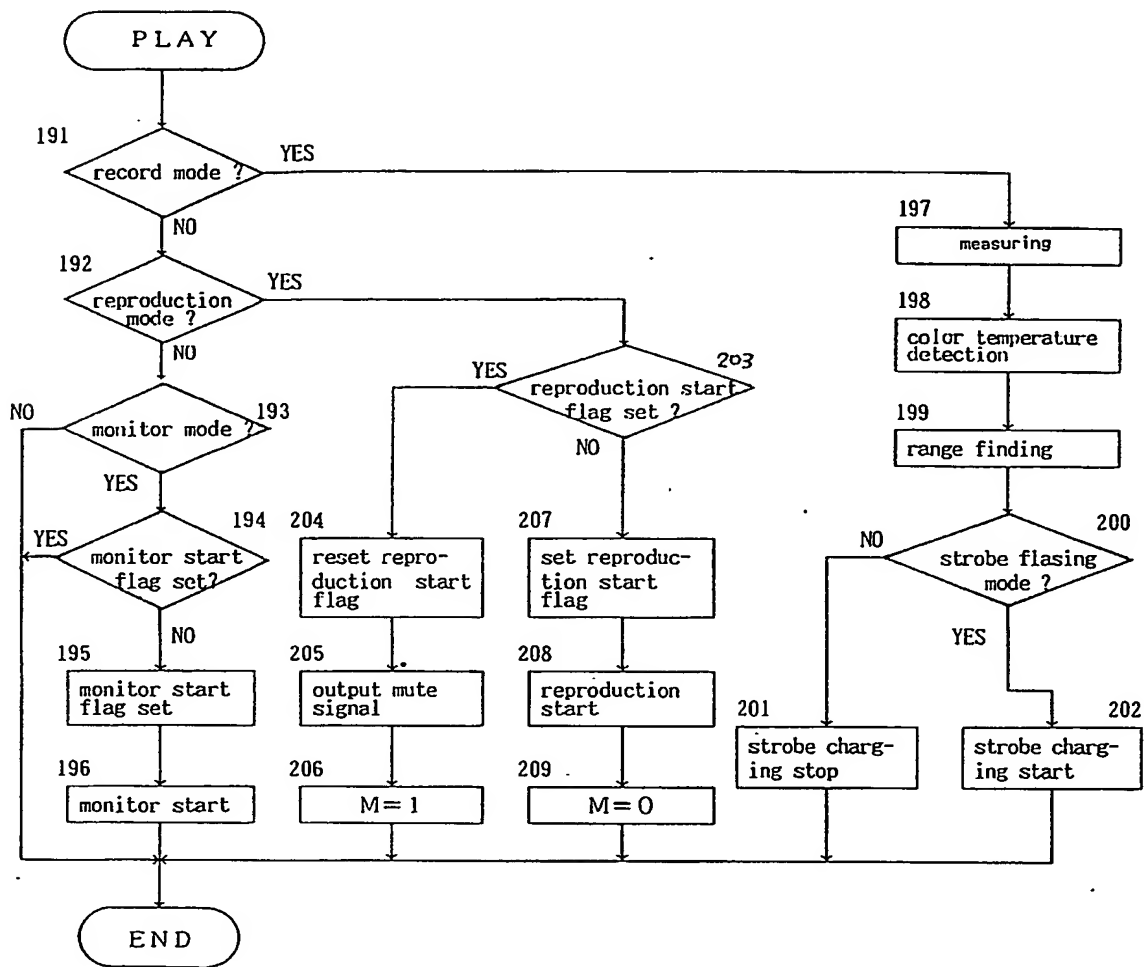 PLAY
191
record mode ?
YES
NO
197
measuring
192
reproduction
mode ?
YES
NO
198
color temperature
detection
203
reproduction start
flag set ?
YES
NO
193
monitor mode ?
NO
YES
199
range finding
194
monitor start
flag set?
YES
NO
204
reset repro-
duction start
flag
207
set reproduc-
tion start
flag
200
strobe flasing
mode ?
NO
YES
195
monitor start
flag set
205
output mute
signal
208
reproduction
start
201
strobe charg-
ing stop
202
strobe charg-
ing start
196
monitor start
206
M=1
209
M=0
END